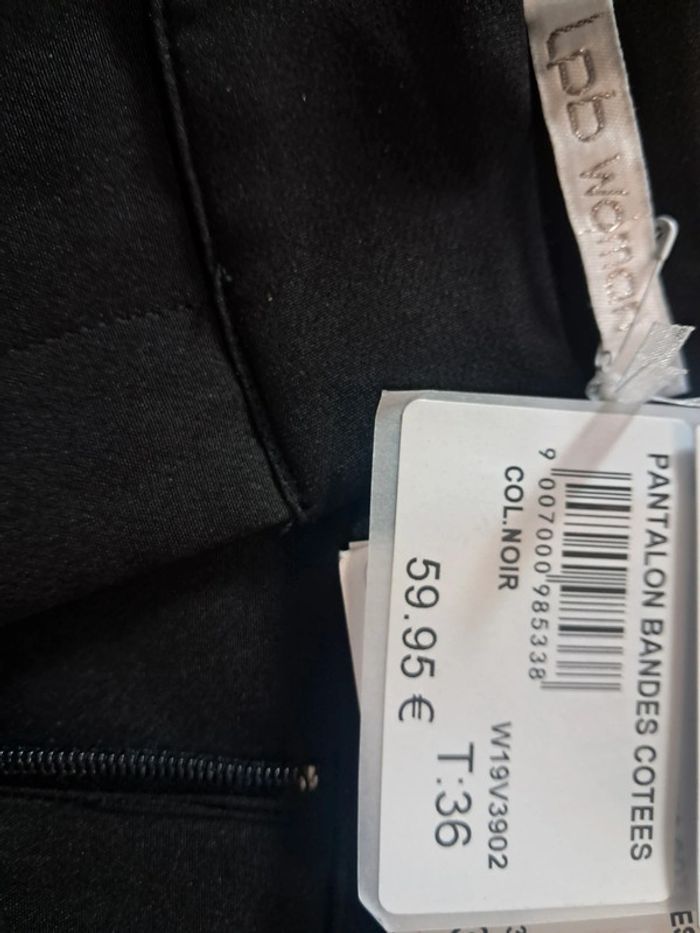 Lpb woman
PANTALON BANDES COTEES
9 007000 985338
COL.NOIR
W19V3902
59.95 €
T:36